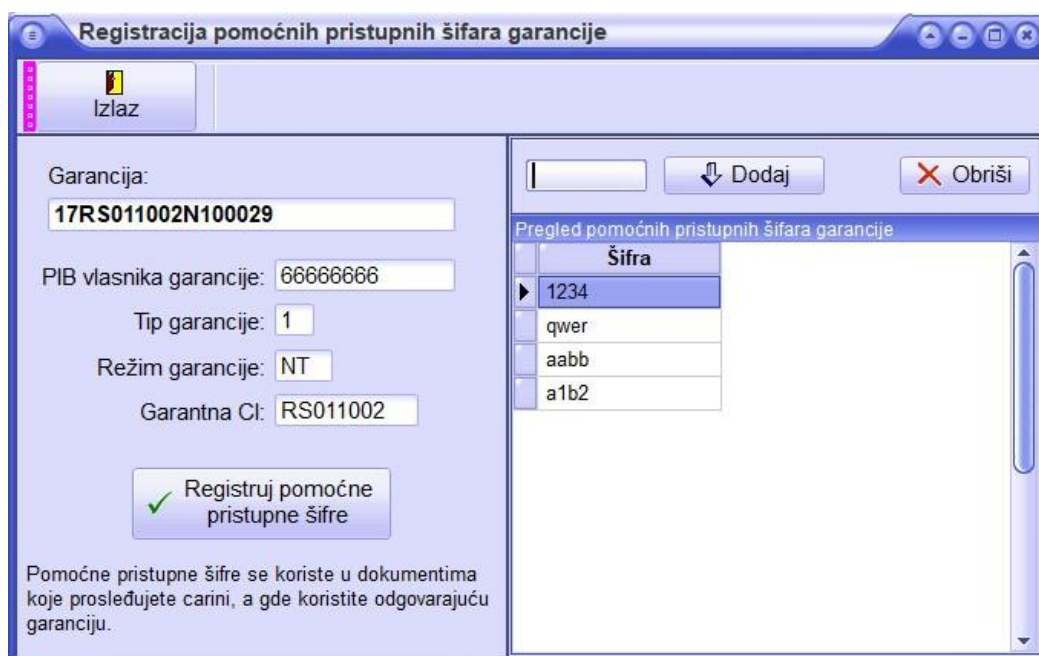 Registracija pomoćnih pristupnih šifara garancije
Izlaz
Garancija:
17RS011002N100029
PIB vlasnika garancije: 66666666
Tip garancije: 1
Režim garancije: NT
Garantna CI: RS011002
Registruj pomoćne
pristupne šifre
Pomoćne pristupne šifre se koriste u dokumentima
koje prosleđujete carini, a gde koristite odgovarajuću
garanciju.
Dodaj
Obriši
Pregled pomoćnih pristupnih šifara garancije
Šifra
1234
qwer
aabb
a1b2